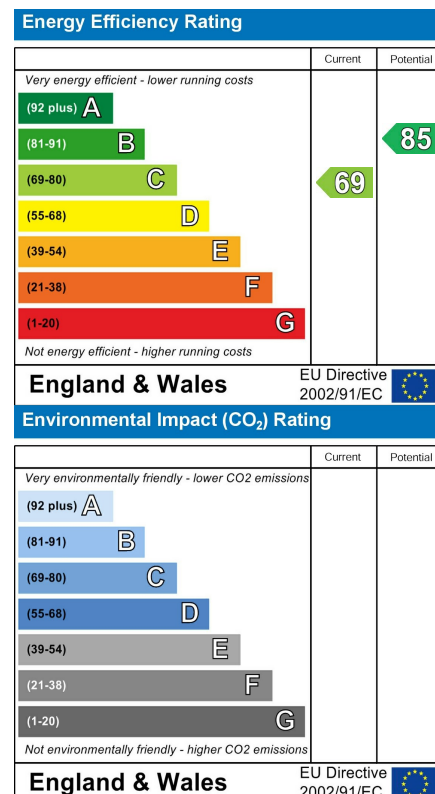 Energy Efficiency Rating
Current Potential
Very energy efficient - lower running costs
(92 plus) A
(81-91) B 85
(69-80) C 69
(55-68) D
(39-54) E
(21-38) F
(1-20) G
Not energy efficient - higher running costs
England & Wales EU Directive
2002/91/EC
Environmental Impact (CO₂) Rating
Current Potential
Very environmentally friendly - lower CO2 emissions
(92 plus) A
(81-91) B
(69-80) C
(55-68) D
(39-54) E
(21-38) F
(1-20) G
Not environmentally friendly - higher CO2 emissions
England & Wales EU Directive
2002/91/EC